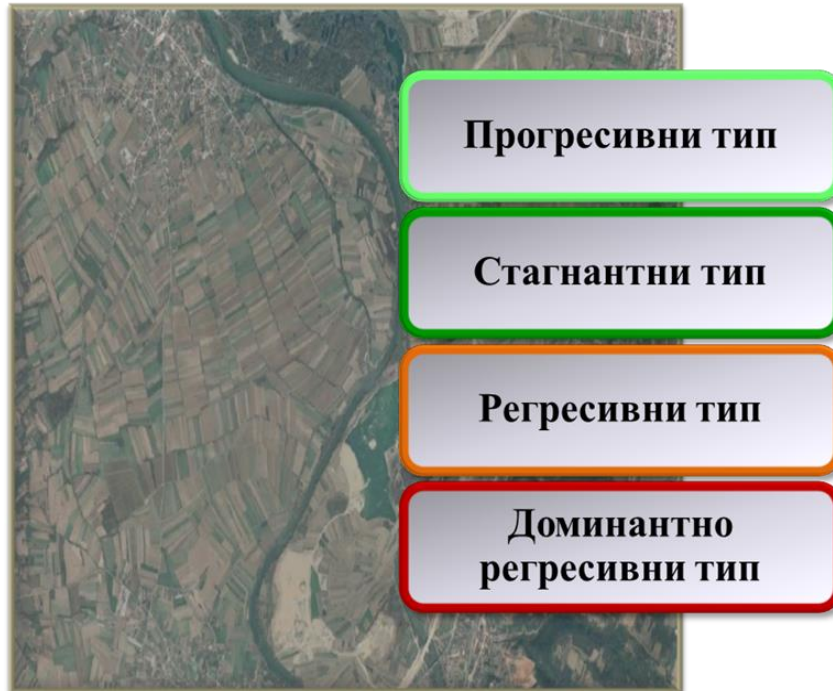 Прогресивни тип
Стагнантни тип
Регресивни тип
Доминантно
регресивни тип